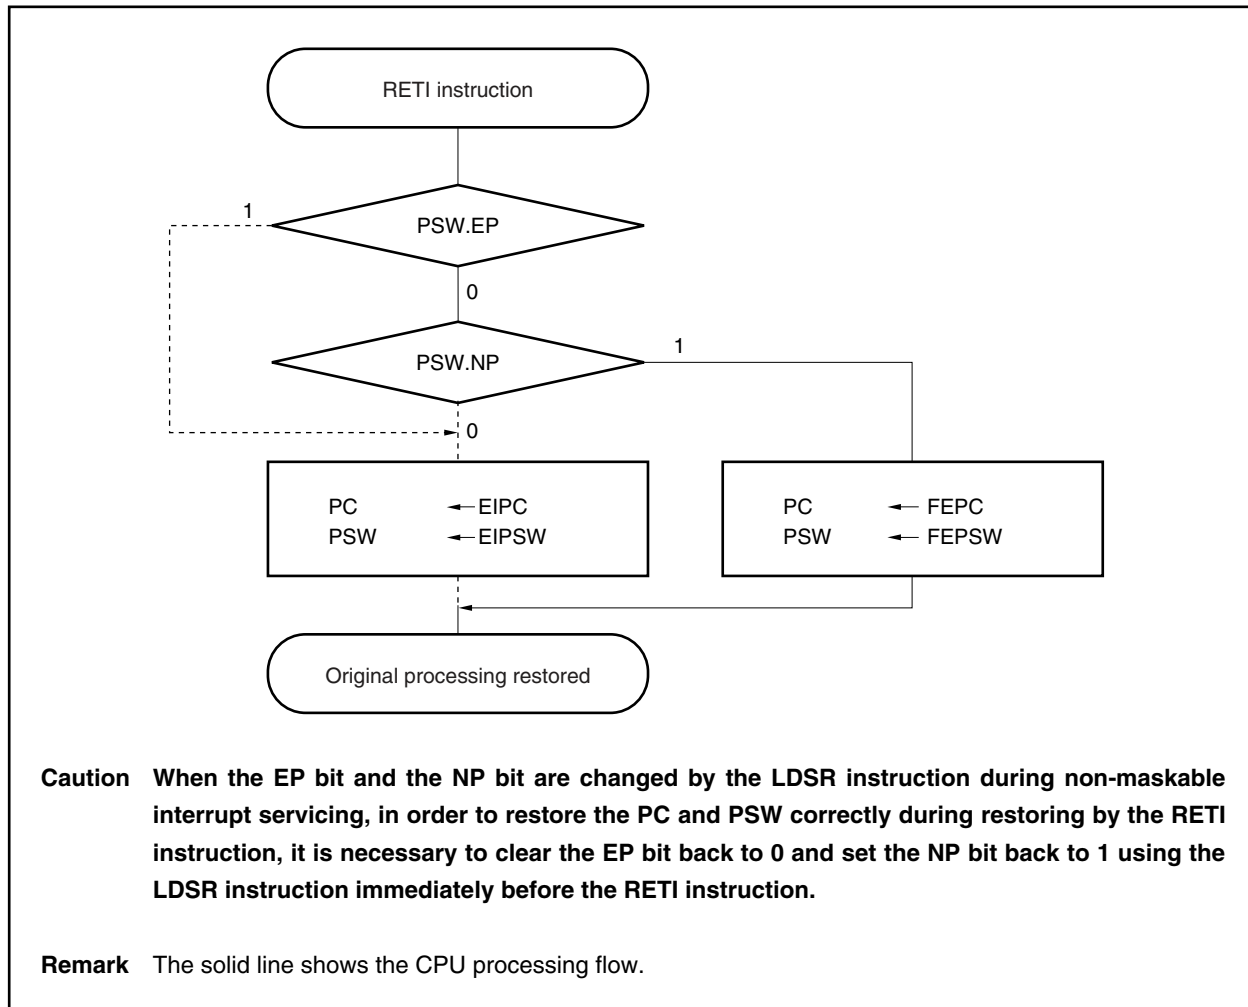 RETI instruction
1
PSW.EP
0
PSW.NP
1
0
PC ← EIPC
PSW ← EIPSW
PC ← FEPC
PSW ← FEPSW
Original processing restored
Caution When the EP bit and the NP bit are changed by the LDSR instruction during non-maskable
interrupt servicing, in order to restore the PC and PSW correctly during restoring by the RETI
instruction, it is necessary to clear the EP bit back to 0 and set the NP bit back to 1 using the
LDSR instruction immediately before the RETI instruction.
Remark The solid line shows the CPU processing flow.